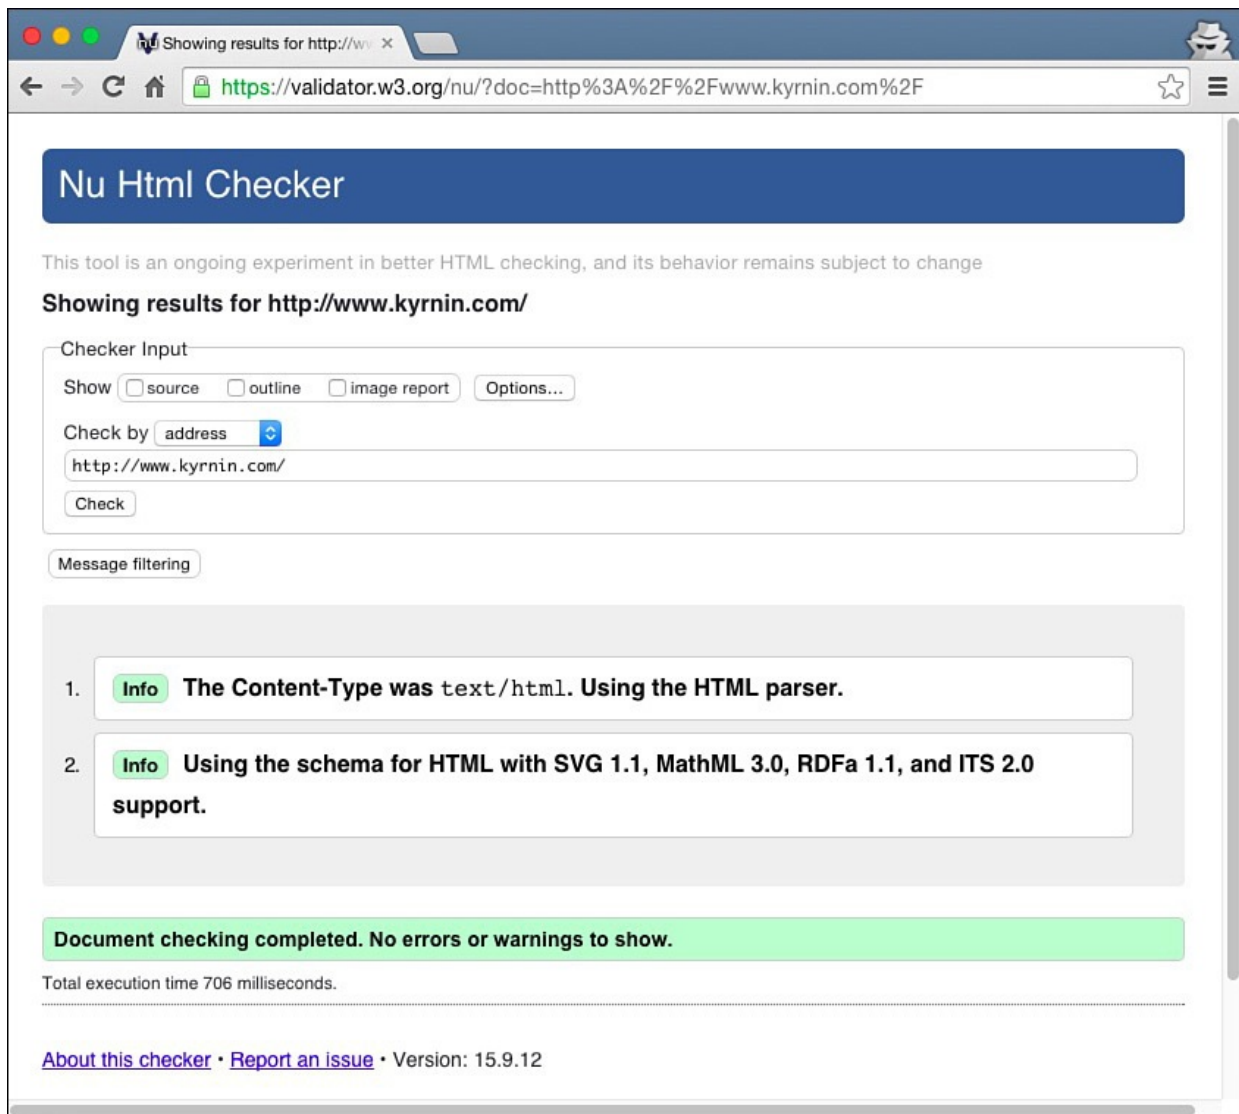 Showing results for http://ww
https://validator.w3.org/nu/?doc=http%3A%2F%2Fwww.kyrnin.com%2F
Nu Html Checker
This tool is an ongoing experiment in better HTML checking, and its behavior remains subject to change
Showing results for http://www.kyrnin.com/
Checker Input
Show source outline image report Options...
Check by address
http://www.kyrnin.com/
Check
Message filtering
1. Info The Content-Type was text/html. Using the HTML parser.
2. Info Using the schema for HTML with SVG 1.1, MathML 3.0, RDFa 1.1, and ITS 2.0
support.
Document checking completed. No errors or warnings to show.
Total execution time 706 milliseconds.
About this checker • Report an issue • Version: 15.9.12